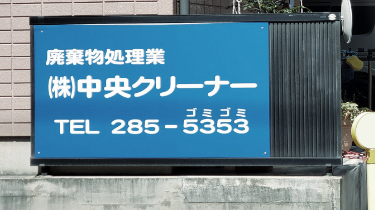 廃棄物処理業
㈱中央クリーナー
ゴミゴミ
TEL 285-5353